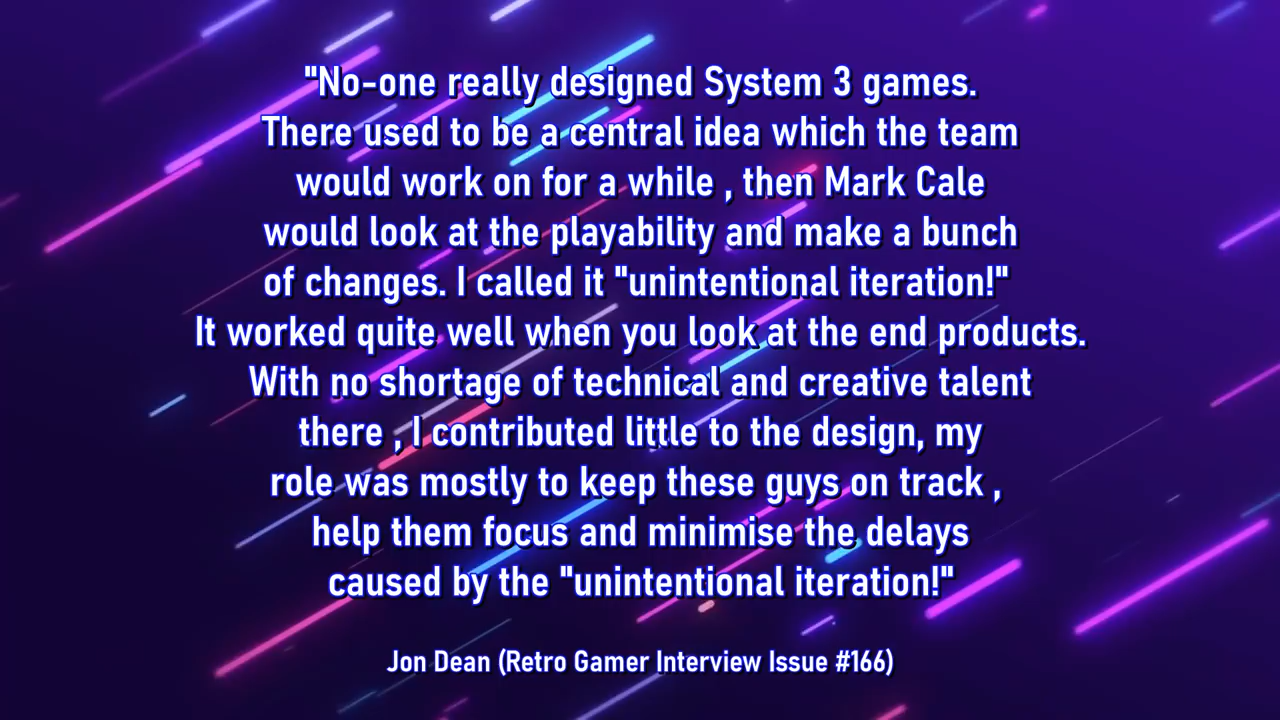 "No-one really designed System 3 games.
There used to be a central idea which the team
would work on for a while , then Mark Cale
would look at the playability and make a bunch
of changes. I called it "unintentional iteration!"
It worked quite well when you look at the end products.
With no shortage of technical and creative talent
there , I contributed little to the design, my
role was mostly to keep these guys on track ,
help them focus and minimise the delays
caused by the "unintentional iteration!"
Jon Dean (Retro Gamer Interview Issue #166)